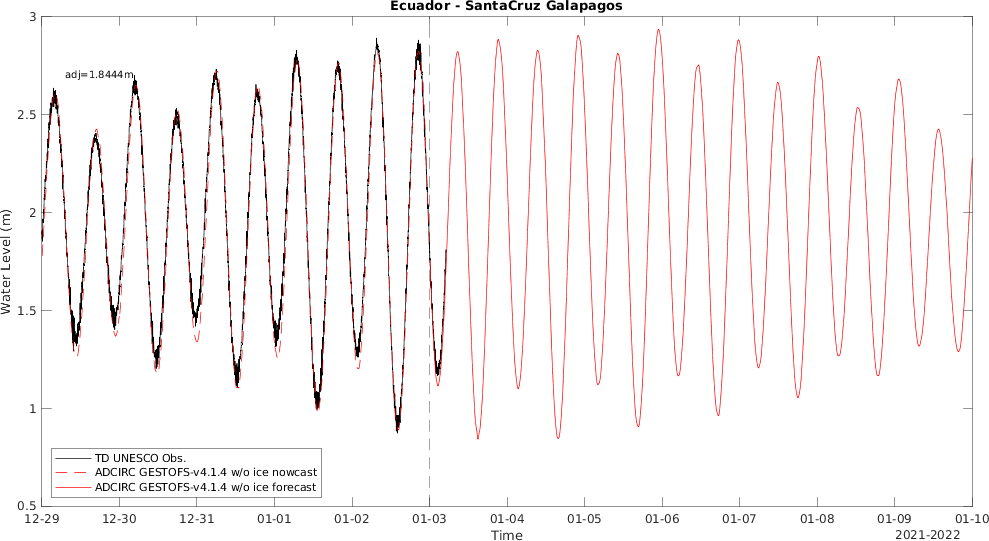 Ecuador - SantaCruz Galapagos
3
adj=1.8444m
2.5
2
Water Level (m)
1.5
1
TD UNESCO Obs.
ADCIRC GESTOFS-v4.1.4 w/o ice nowcast
ADCIRC GESTOFS-v4.1.4 w/o ice forecast
0.5
12-29 12-30 12-31 01-01 01-02 01-03 01-04 01-05 01-06 01-07 01-08 01-09 01-10
Time
2021-2022